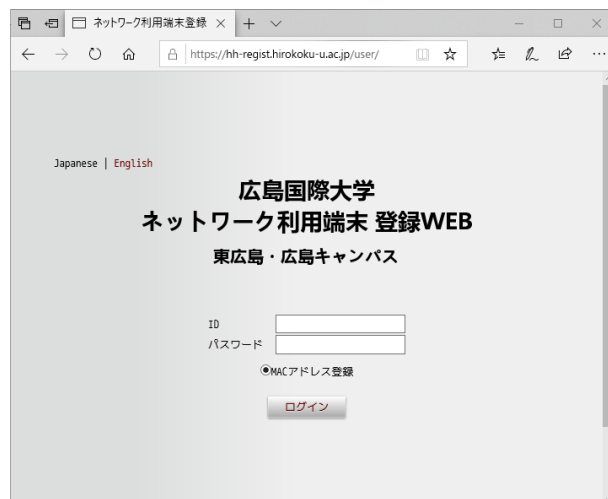 ネットワーク利用端末登録
https://hh-regist.hirokoku-u.ac.jp/user/
Japanese | English
広島国際大学
ネットワーク利用端末 登録WEB
東広島・広島キャンパス
ID
パスワード
MACアドレス登録
ログイン